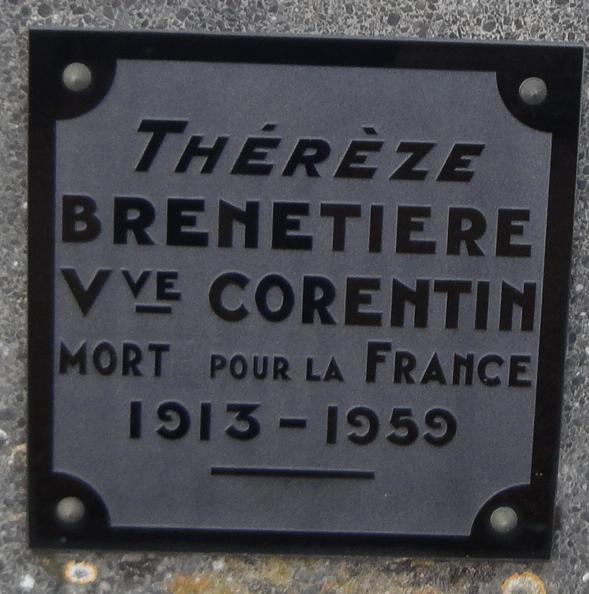 THÉRÈZE
BRENETIERE
VVE CORENTIN
MORT POUR LA FRANCE
1913 - 1959